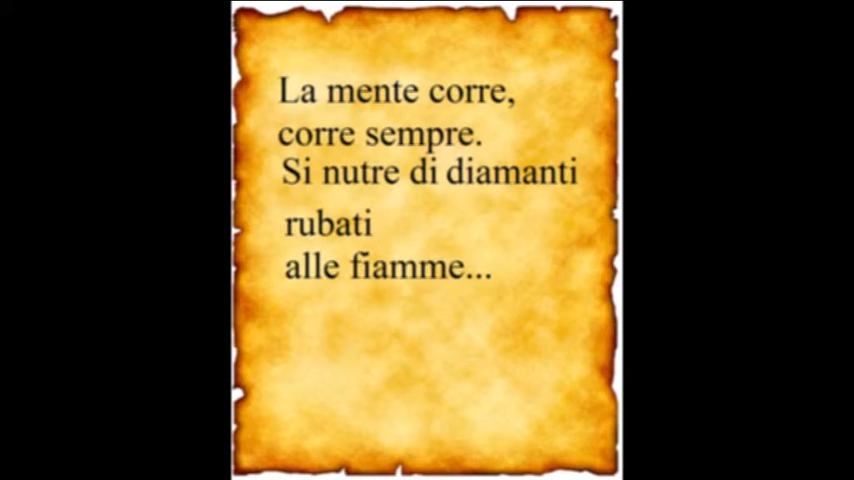 La mente corre,
corre sempre.
Si nutre di diamanti
rubati
alle fiamme...